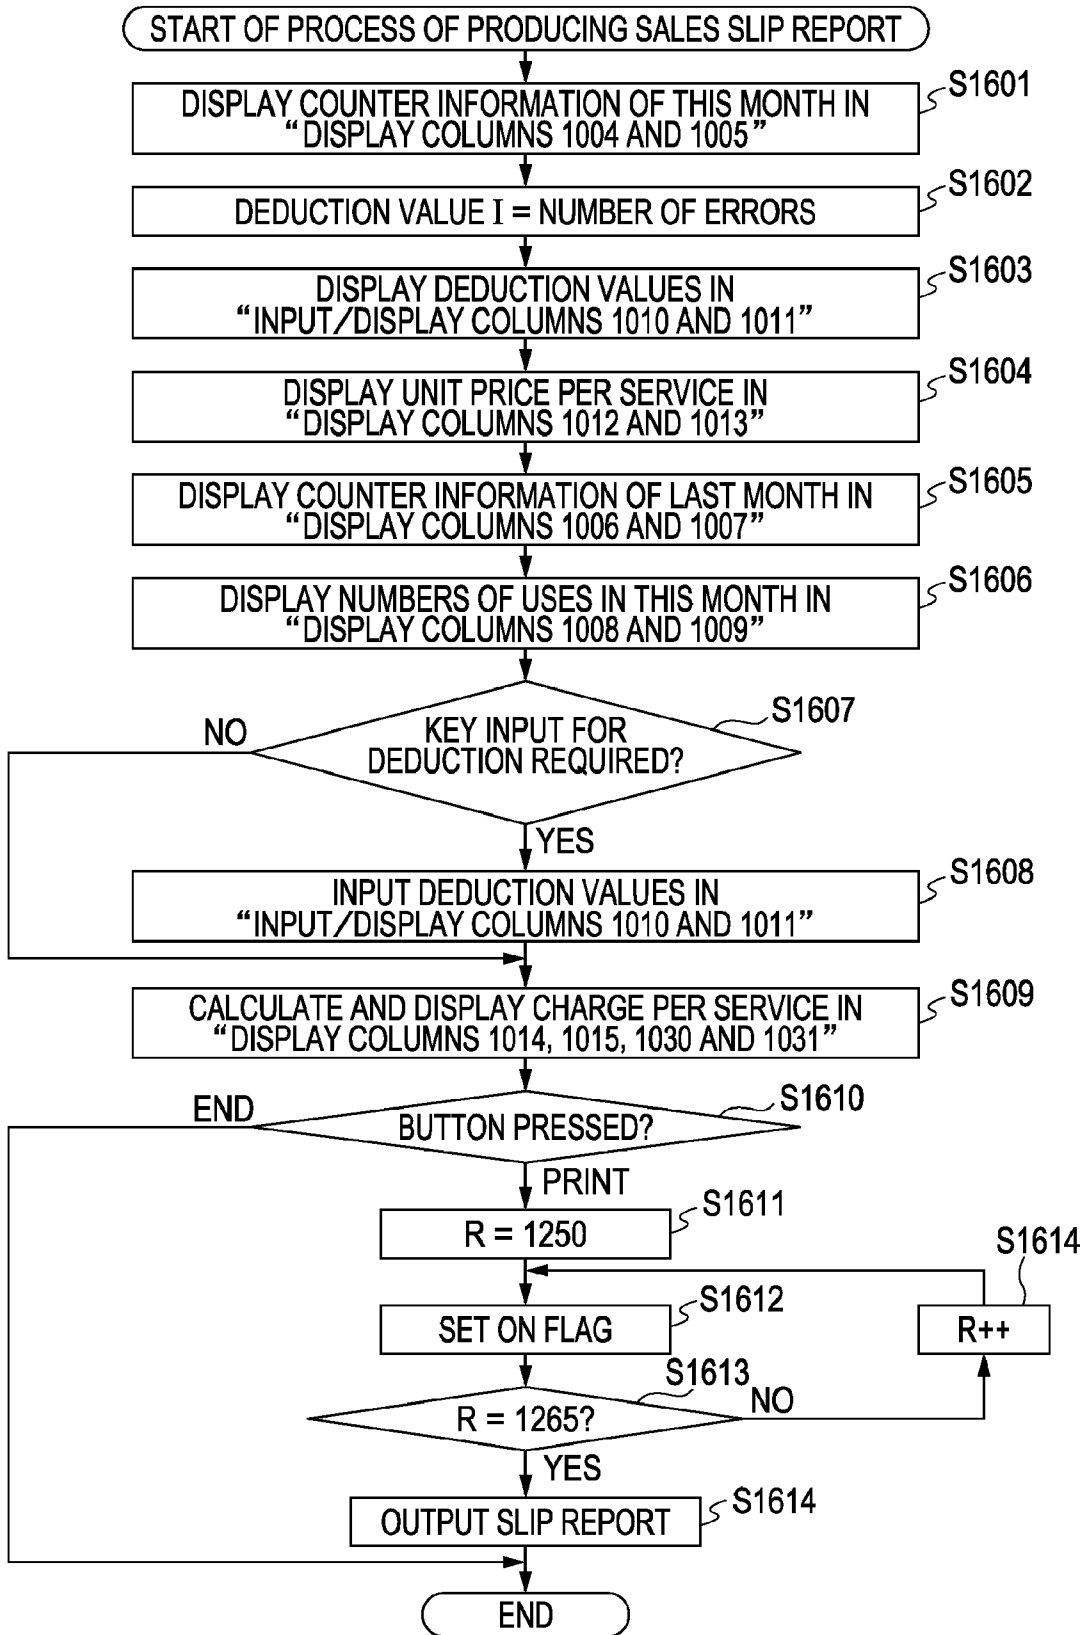 START OF PROCESS OF PRODUCING SALES SLIP REPORT
S1601
DISPLAY COUNTER INFORMATION OF THIS MONTH IN
“DISPLAY COLUMNS 1004 AND 1005”
S1602
DEDUCTION VALUE I = NUMBER OF ERRORS
S1603
DISPLAY DEDUCTION VALUES IN
“INPUT/DISPLAY COLUMNS 1010 AND 1011”
S1604
DISPLAY UNIT PRICE PER SERVICE IN
“DISPLAY COLUMNS 1012 AND 1013”
S1605
DISPLAY COUNTER INFORMATION OF LAST MONTH IN
“DISPLAY COLUMNS 1006 AND 1007”
S1606
DISPLAY NUMBERS OF USES IN THIS MONTH IN
“DISPLAY COLUMNS 1008 AND 1009”
S1607
NO
KEY INPUT FOR
DEDUCTION REQUIRED?
YES
S1608
INPUT DEDUCTION VALUES IN
“INPUT/DISPLAY COLUMNS 1010 AND 1011”
S1609
CALCULATE AND DISPLAY CHARGE PER SERVICE IN
“DISPLAY COLUMNS 1014, 1015, 1030 AND 1031”
S1610
END
BUTTON PRESSED?
PRINT
S1611
R = 1250
S1614
S1612
SET ON FLAG
R++
S1613
R = 1265?
NO
YES
S1614
OUTPUT SLIP REPORT
END